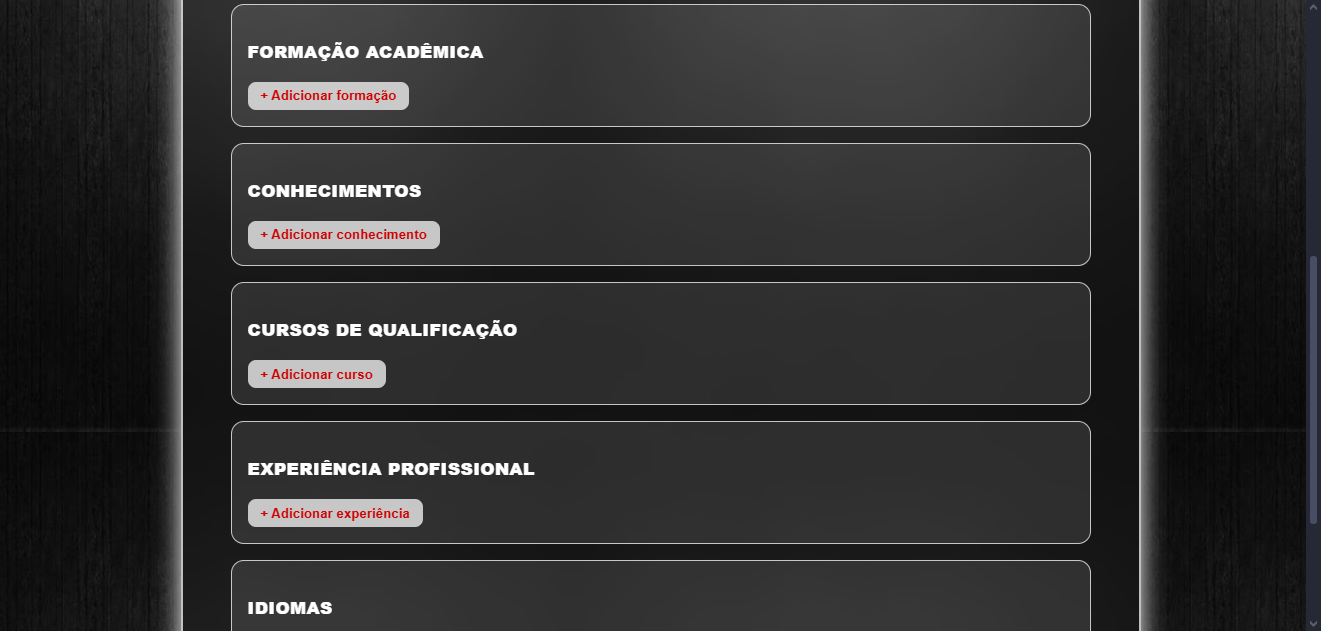 FORMAÇÃO ACADÊMICA
+ Adicionar formação
CONHECIMENTOS
+ Adicionar conhecimento
CURSOS DE QUALIFICAÇÃO
+ Adicionar curso
EXPERIÊNCIA PROFISSIONAL
+ Adicionar experiência
IDIOMAS